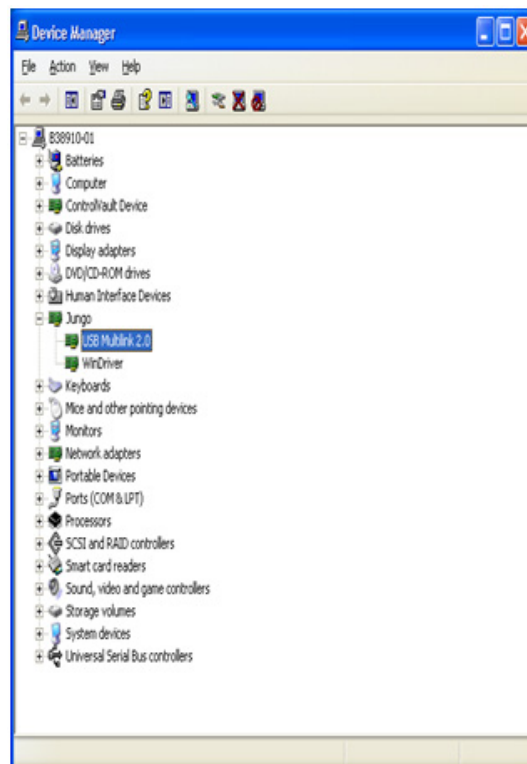 Device Manager
File Action View Help
B38910-01
Batteries
Computer
ControlVault Device
Disk drives
Display adapters
DVD/CD-ROM drives
Human Interface Devices
Jungo
USB Multilink 2.0
WinDriver
Keyboards
Mice and other pointing devices
Monitors
Network adapters
Portable Devices
Ports (COM & LPT)
Processors
SCSI and RAID controllers
Smart card readers
Sound, video and game controllers
Storage volumes
System devices
Universal Serial Bus controllers